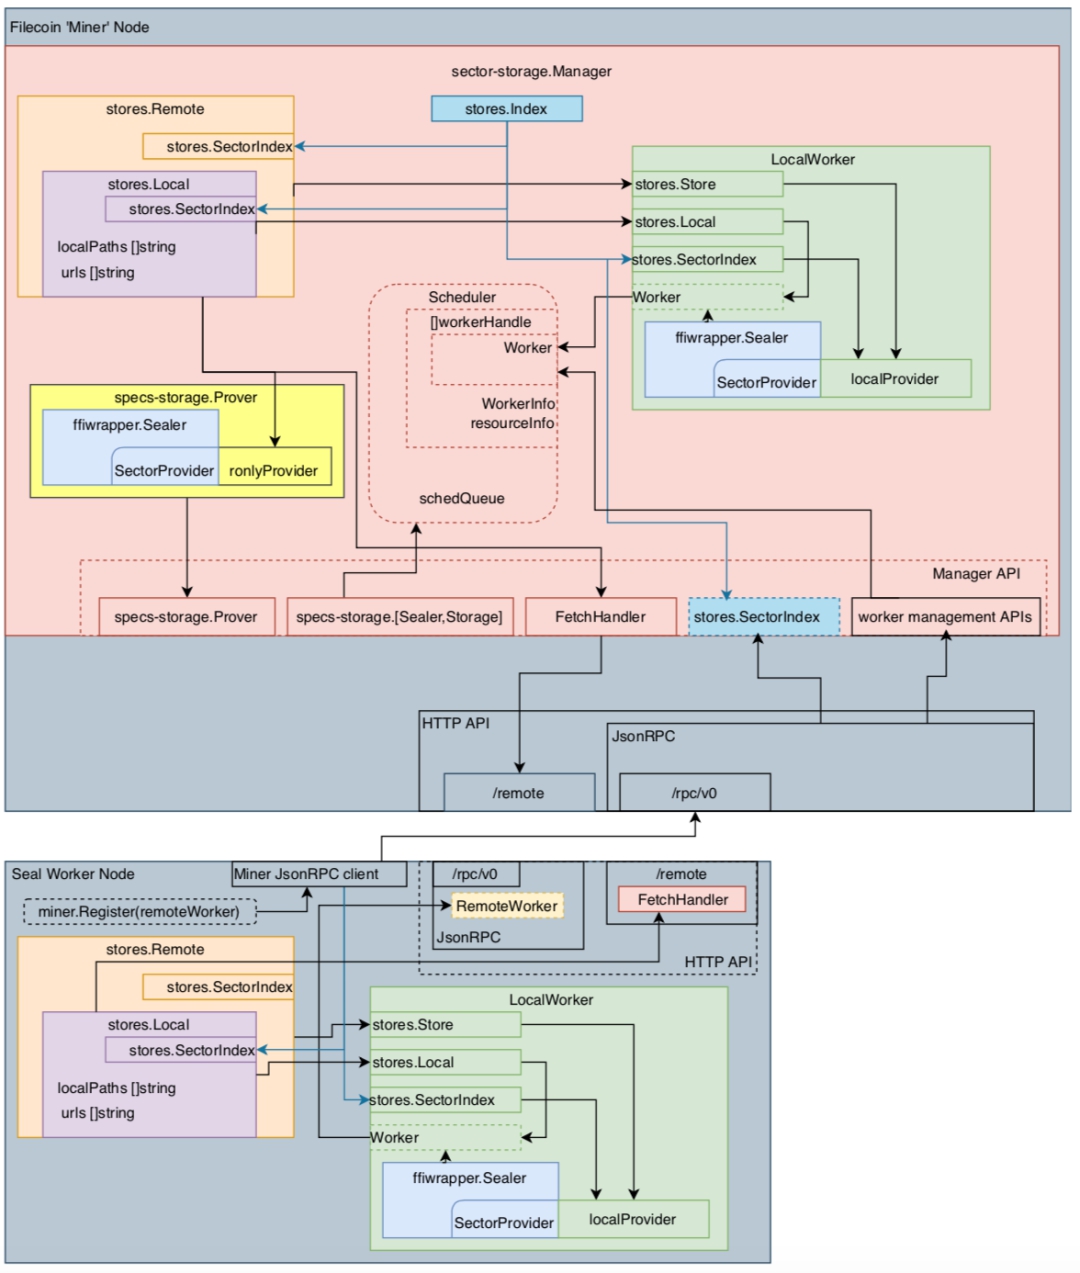 Filecoin 'Miner' Node
sector-storage.Manager
stores.Remote
stores.Index
stores.SectorIndex
stores.Local
stores.SectorIndex
localPaths []string
urls []string
LocalWorker
stores.Store
stores.Local
stores.SectorIndex
Worker
ffiwrapper.Sealer
SectorProvider
localProvider
Scheduler
[]workerHandle
Worker
WorkerInfo
resourceInfo
schedQueue
specs-storage.Prover
ffiwrapper.Sealer
SectorProvider
ronlyProvider
Manager API
specs-storage.Prover
specs-storage.[Sealer,Storage]
FetchHandler
stores.SectorIndex
worker management APIs
HTTP API
JsonRPC
/remote
/rpc/v0
Seal Worker Node
Miner JsonRPC client
miner.Register(remoteWorker)
/rpc/v0
RemoteWorker
JsonRPC
/remote
FetchHandler
HTTP API
stores.Remote
stores.SectorIndex
stores.Local
stores.SectorIndex
localPaths []string
urls []string
LocalWorker
stores.Store
stores.Local
stores.SectorIndex
Worker
ffiwrapper.Sealer
SectorProvider
localProvider